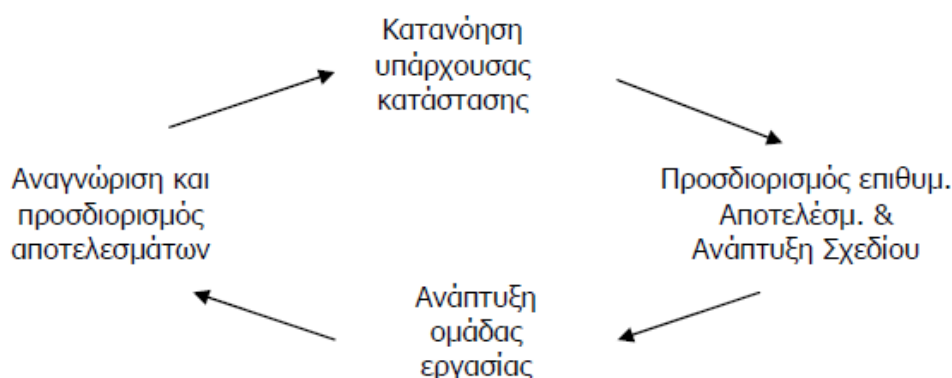 Κατανόηση
υπάρχουσας
κατάστασης
Αναγνώριση και
προσδιορισμός
αποτελεσμάτων
Προσδιορισμός επιθυμ.
Αποτελέσμ. &
Ανάπτυξη Σχεδίου
Ανάπτυξη
ομάδας
εργασίας